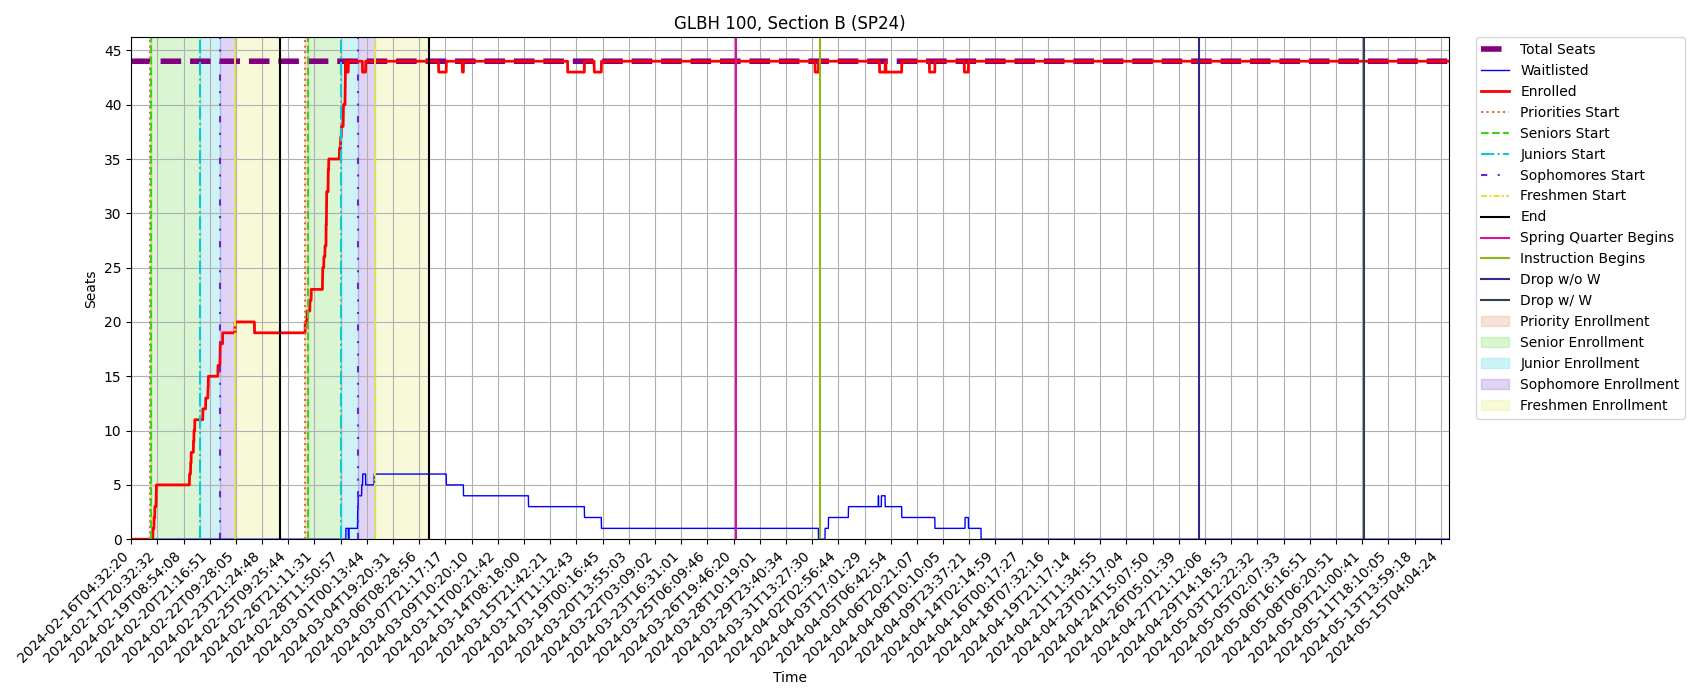 GLBH 100, Section B (SP24)
45
40
35
30
25
20
15
10
5
0
Seats
2024-02-16T04:32:20
2024-02-17T20:32:32
2024-02-19T08:54:08
2024-02-20T21:16:51
2024-02-22T09:28:05
2024-02-23T21:24:48
2024-02-25T09:25:44
2024-02-26T21:11:31
2024-02-28T11:50:57
2024-03-01T00:13:44
2024-03-04T19:20:31
2024-03-06T08:28:56
2024-03-07T21:17:17
2024-03-09T10:20:10
2024-03-11T00:21:42
2024-03-14T08:18:00
2024-03-15T21:42:21
2024-03-17T11:12:43
2024-03-19T00:16:45
2024-03-20T13:55:03
2024-03-22T03:09:02
2024-03-23T16:31:01
2024-03-25T06:09:46
2024-03-26T19:46:20
2024-03-28T10:19:01
2024-03-29T23:40:34
2024-03-31T13:27:30
2024-04-02T02:56:44
2024-04-03T17:01:29
2024-04-05T06:42:54
2024-04-06T20:21:07
2024-04-08T10:10:05
2024-04-09T23:37:21
2024-04-14T02:14:59
2024-04-16T00:17:27
2024-04-18T07:32:16
2024-04-19T21:17:14
2024-04-21T11:34:55
2024-04-23T01:17:04
2024-04-24T15:07:50
2024-04-26T05:01:39
2024-04-27T21:12:06
2024-04-29T14:18:53
2024-05-03T12:22:32
2024-05-05T02:07:33
2024-05-06T16:16:51
2024-05-08T06:20:51
2024-05-09T21:00:41
2024-05-11T18:10:05
2024-05-13T13:59:18
2024-05-15T04:04:24
Time
Total Seats
Waitlisted
Enrolled
Priorities Start
Seniors Start
Juniors Start
Sophomores Start
Freshmen Start
End
Spring Quarter Begins
Instruction Begins
Drop w/o W
Drop w/ W
Priority Enrollment
Senior Enrollment
Junior Enrollment
Sophomore Enrollment
Freshmen Enrollment